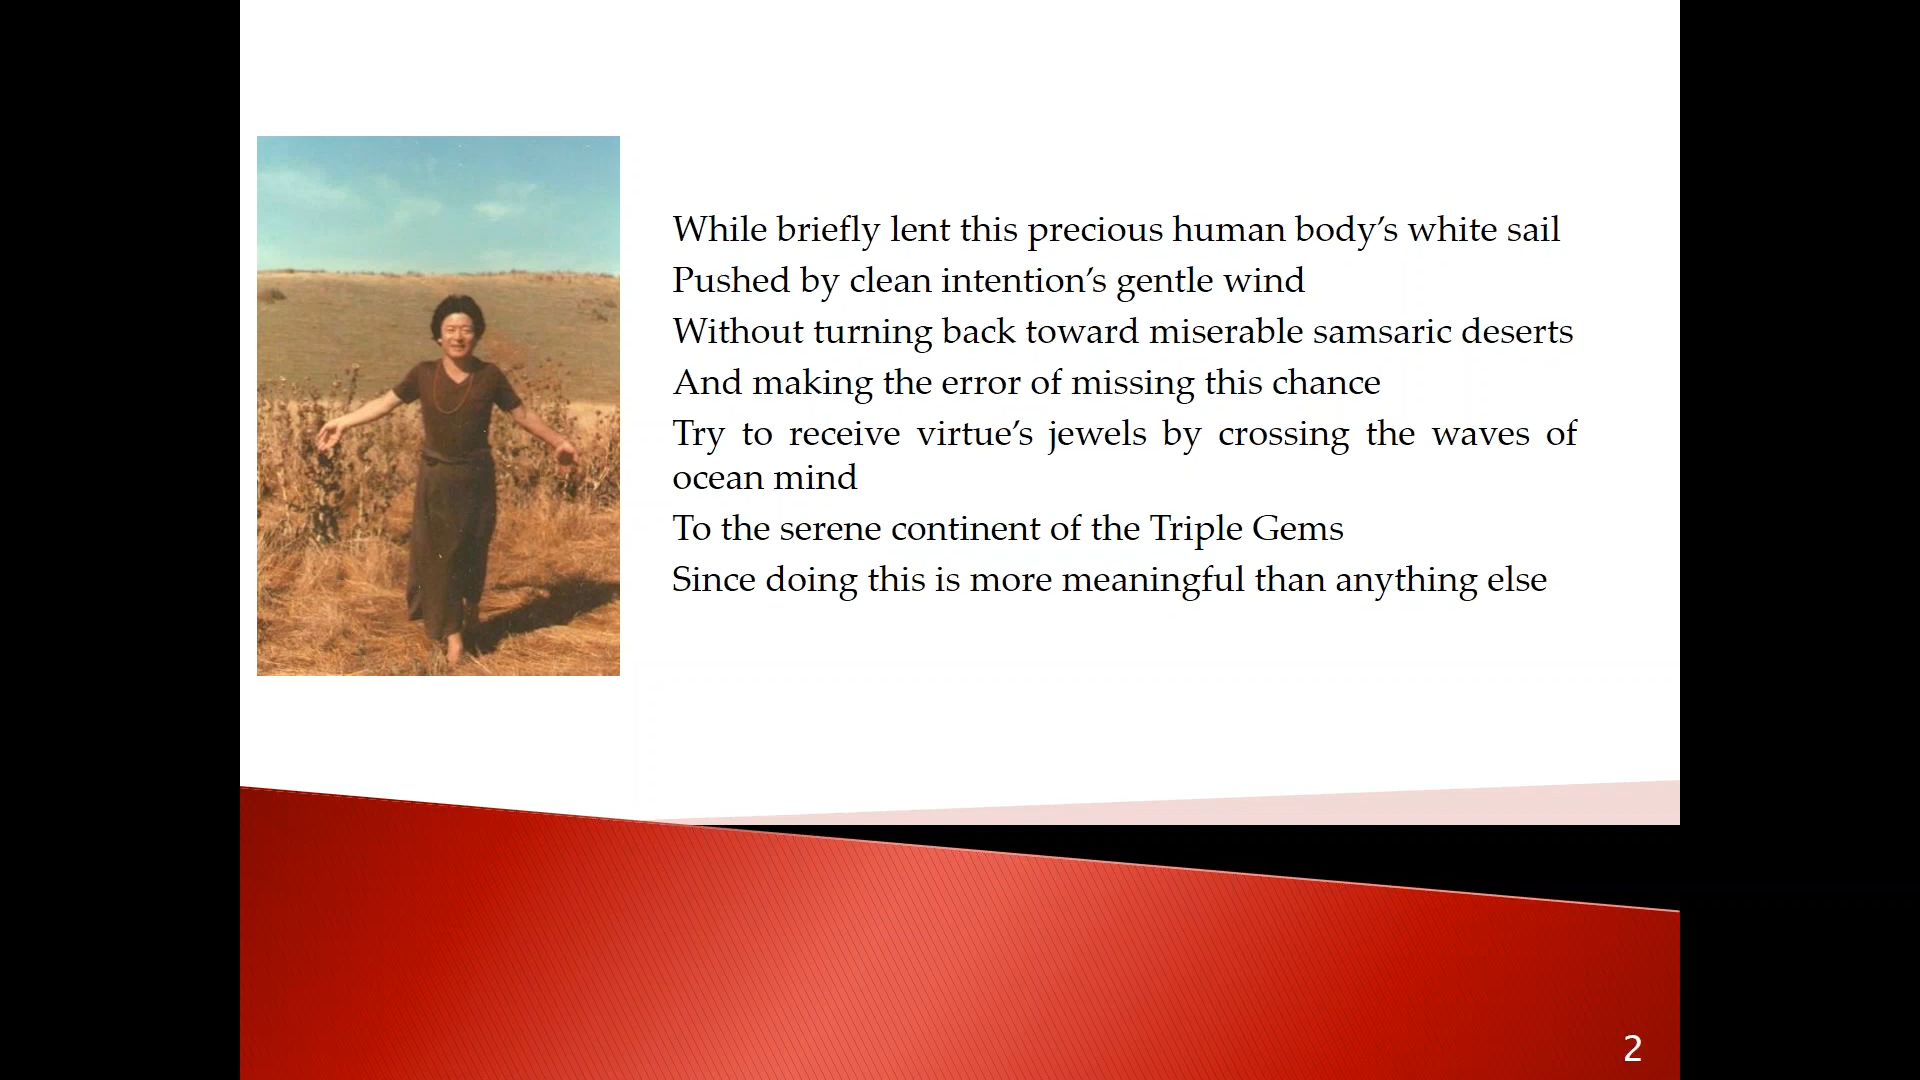 While briefly lent this precious human body’s white sail
Pushed by clean intention’s gentle wind
Without turning back toward miserable samsaric deserts
And making the error of missing this chance
Try to receive virtue’s jewels by crossing the waves of
ocean mind
To the serene continent of the Triple Gems
Since doing this is more meaningful than anything else
2